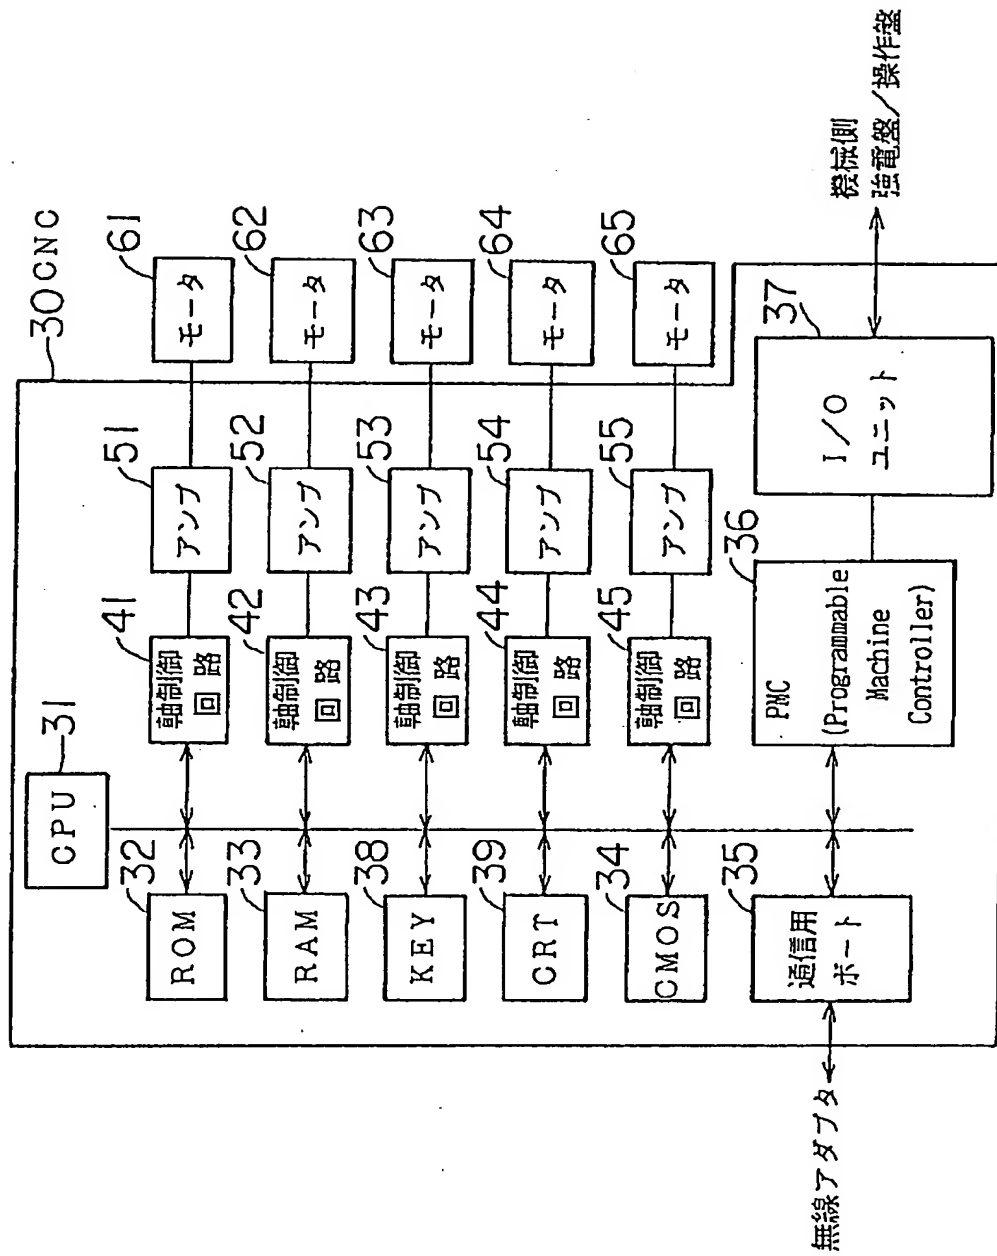 30 CNC
CPU
31
ROM
32
RAM
33
KEY
38
CRT
39
CMOS
34
通信用
ポート
35
無線アダプタ
軸制御
回路
41
軸制御
回路
42
軸制御
回路
43
軸制御
回路
44
軸制御
回路
45
アンプ
51
アンプ
52
アンプ
53
アンプ
54
アンプ
55
モータ
61
モータ
62
モータ
63
モータ
64
モータ
65
PMC
(Programmable
Machine
Controller)
36
I/O
ユニット
37
機械側
強電盤/操作盤